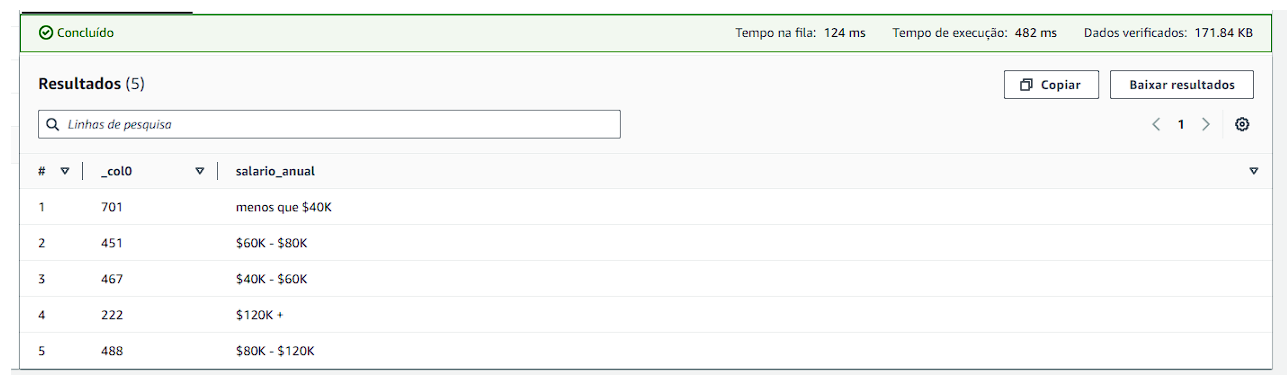 Concluído Tempo na fila: 124 ms Tempo de execução: 482 ms Dados verificados: 171.84 KB
Resultados (5) Copiar Baixar resultados
Linhas de pesquisa 1
# _col0 salario_anual
1 701 menos que $40K
2 451 $60K - $80K
3 467 $40K - $60K
4 222 $120K +
5 488 $80K - $120K